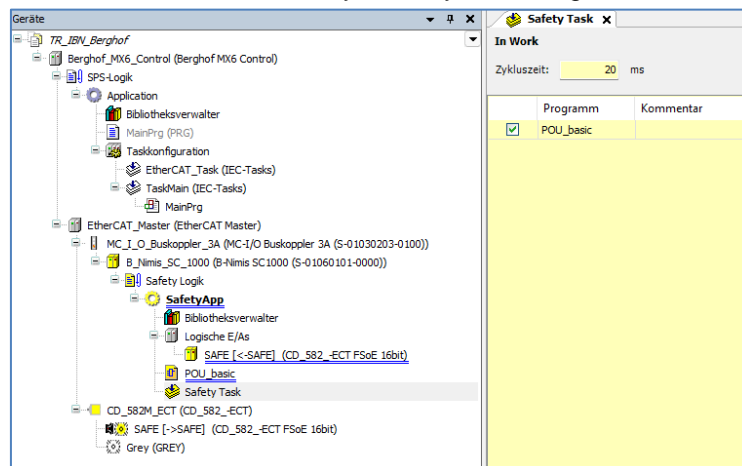 Geräte
TR_IBN_Berghof
Berghof_MX6_Control (Berghof MX6 Control)
SPS-Logik
Application
Bibliotheksverwalter
MainPrg (PRG)
Taskkonfiguration
EtherCAT_Task (IEC-Tasks)
TaskMain (IEC-Tasks)
MainPrg
EtherCAT_Master (EtherCAT Master)
MC_I_O_Buskoppler_3A (MC-I/O Buskoppler 3A (S-01030203-0100))
B_Nimis_SC_1000 (B-Nimis SC1000 (S-01060101-0000))
Safety Logik
SafetyApp
Bibliotheksverwalter
Logische E/As
SAFE [<-SAFE] (CD_582_-ECT FSoE 16bit)
POU_basic
Safety Task
CD_582M_ECT (CD_582_-ECT)
SAFE [->SAFE] (CD_582_-ECT FSoE 16bit)
Grey (GREY)
Safety Task
In Work
Zykluszeit: 20 ms
Programm Kommentar
POU_basic